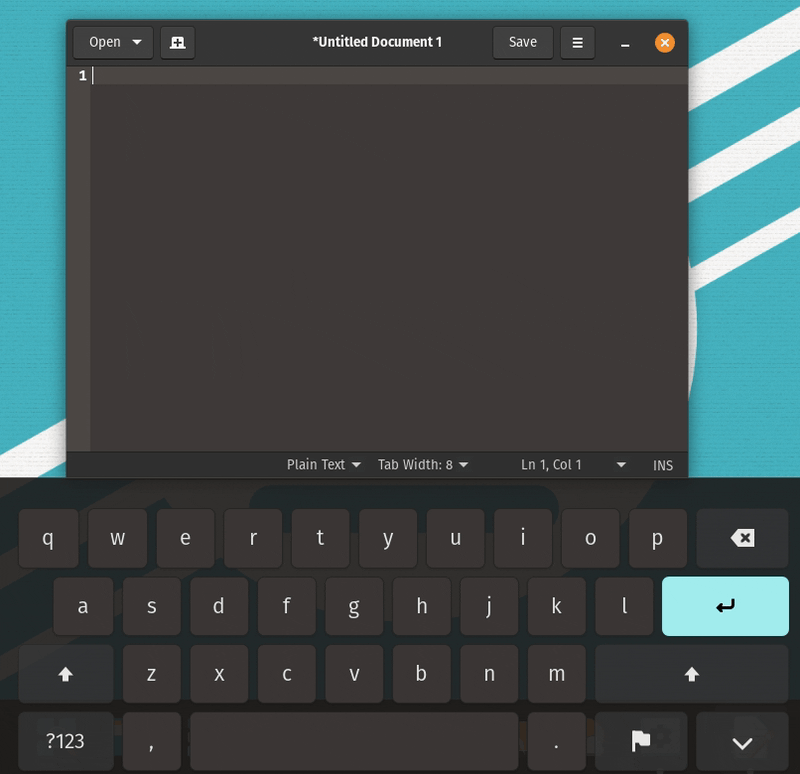 Open
*Untitled Document 1
Save
1
Plain Text
Tab Width: 8
Ln 1, Col 1
INS
q w e r t y u i o p
a s d f g h j k l
z x c v b n m
?123 , .